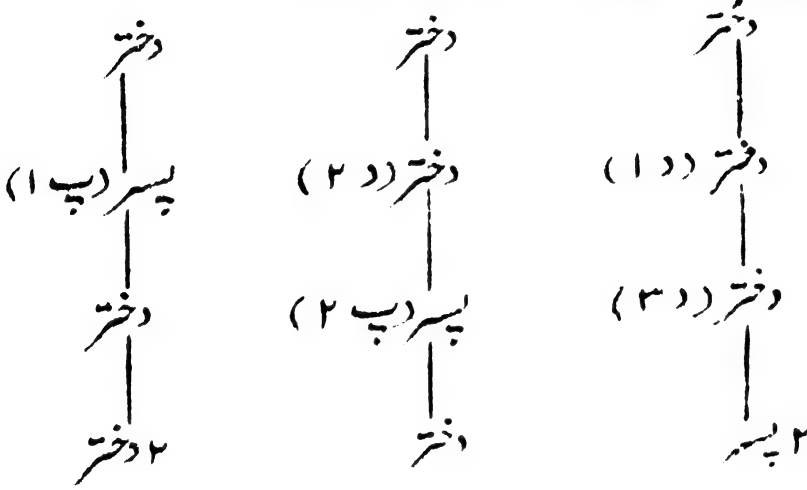 دختر دختر دختر
دختر (د ۱) دختر (د ۲) پسر (پ ۱)
دختر (د ۳) پسر (پ ۲) دختر
۲ پسر دختر ۲ دختر